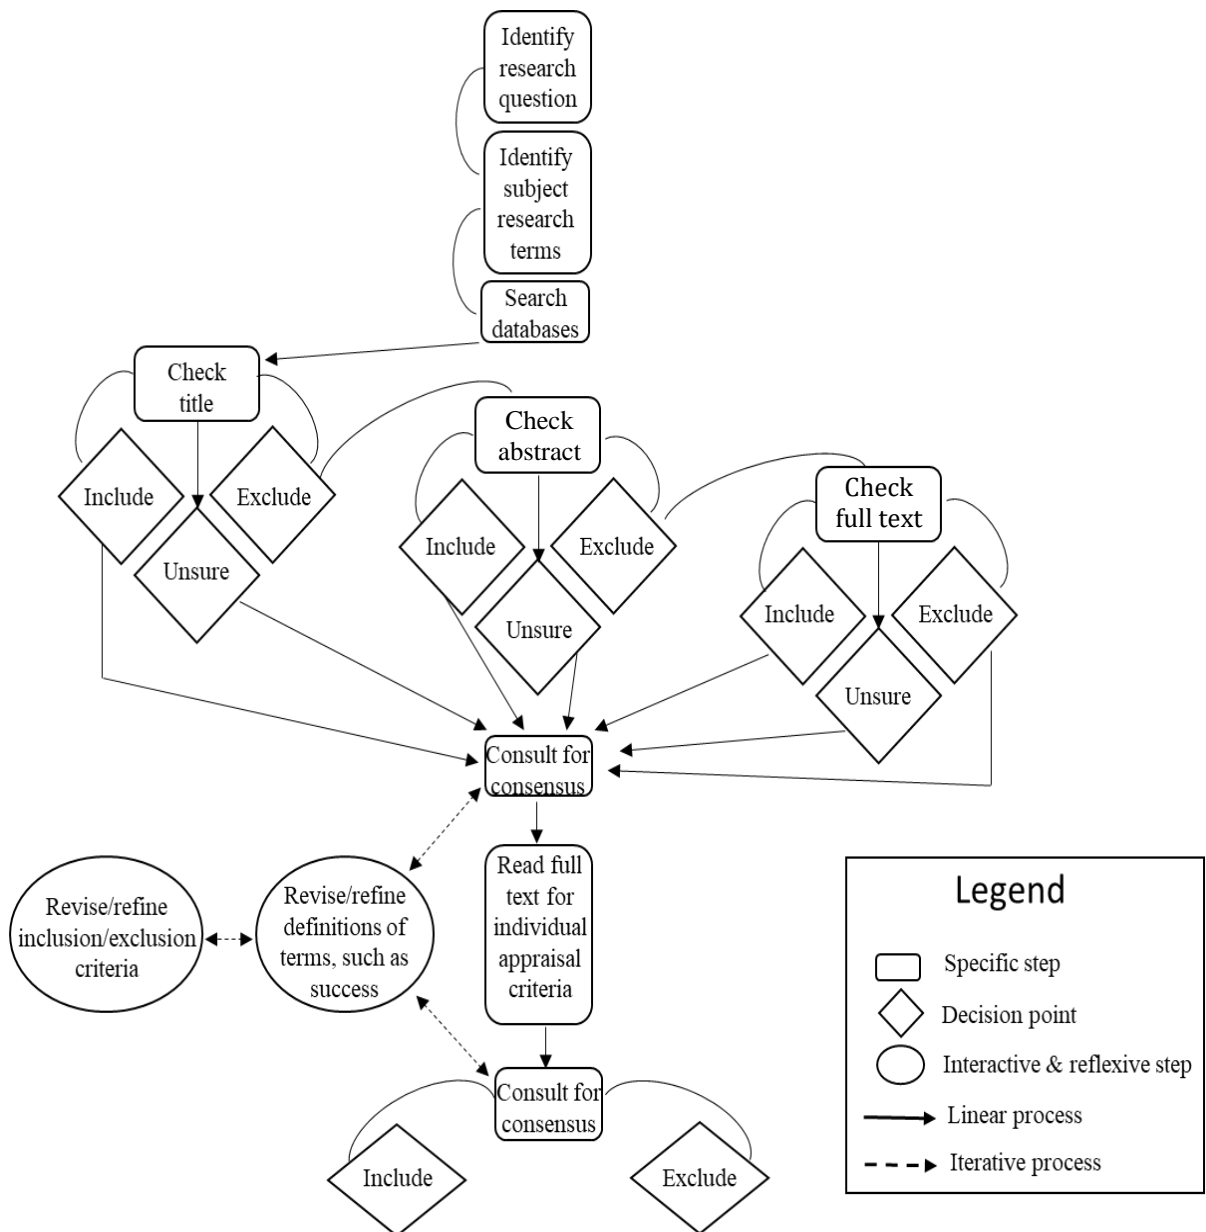 Identify
research
question
Identify
subject
research
terms
Search
databases
Check
title
Include
Exclude
Unsure
Check
abstract
Include
Exclude
Unsure
Check
full text
Include
Exclude
Unsure
Consult for
consensus
Revise/refine
inclusion/exclusion
criteria
Revise/refine
definitions of
terms, such as
success
Read full
text for
individual
appraisal
criteria
Consult for
consensus
Include
Exclude
Legend
Specific step
Decision point
Interactive & reflexive step
Linear process
Iterative process